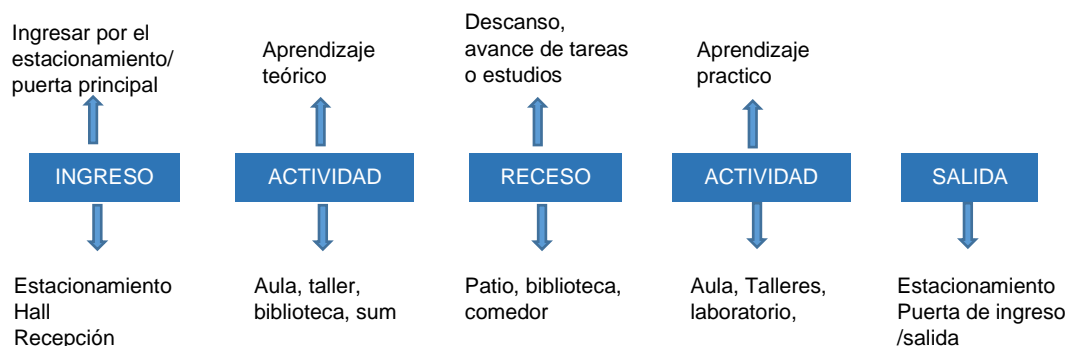 Ingresar por el
estacionamiento/
puerta principal
Aprendizaje
teórico
Descanso,
avance de tareas
o estudios
Aprendizaje
practico
INGRESO
ACTIVIDAD
RECESO
ACTIVIDAD
SALIDA
Estacionamiento
Hall
Recepción
Aula, taller,
biblioteca, sum
Patio, biblioteca,
comedor
Aula, Talleres,
laboratorio,
Estacionamiento
Puerta de ingreso
/salida